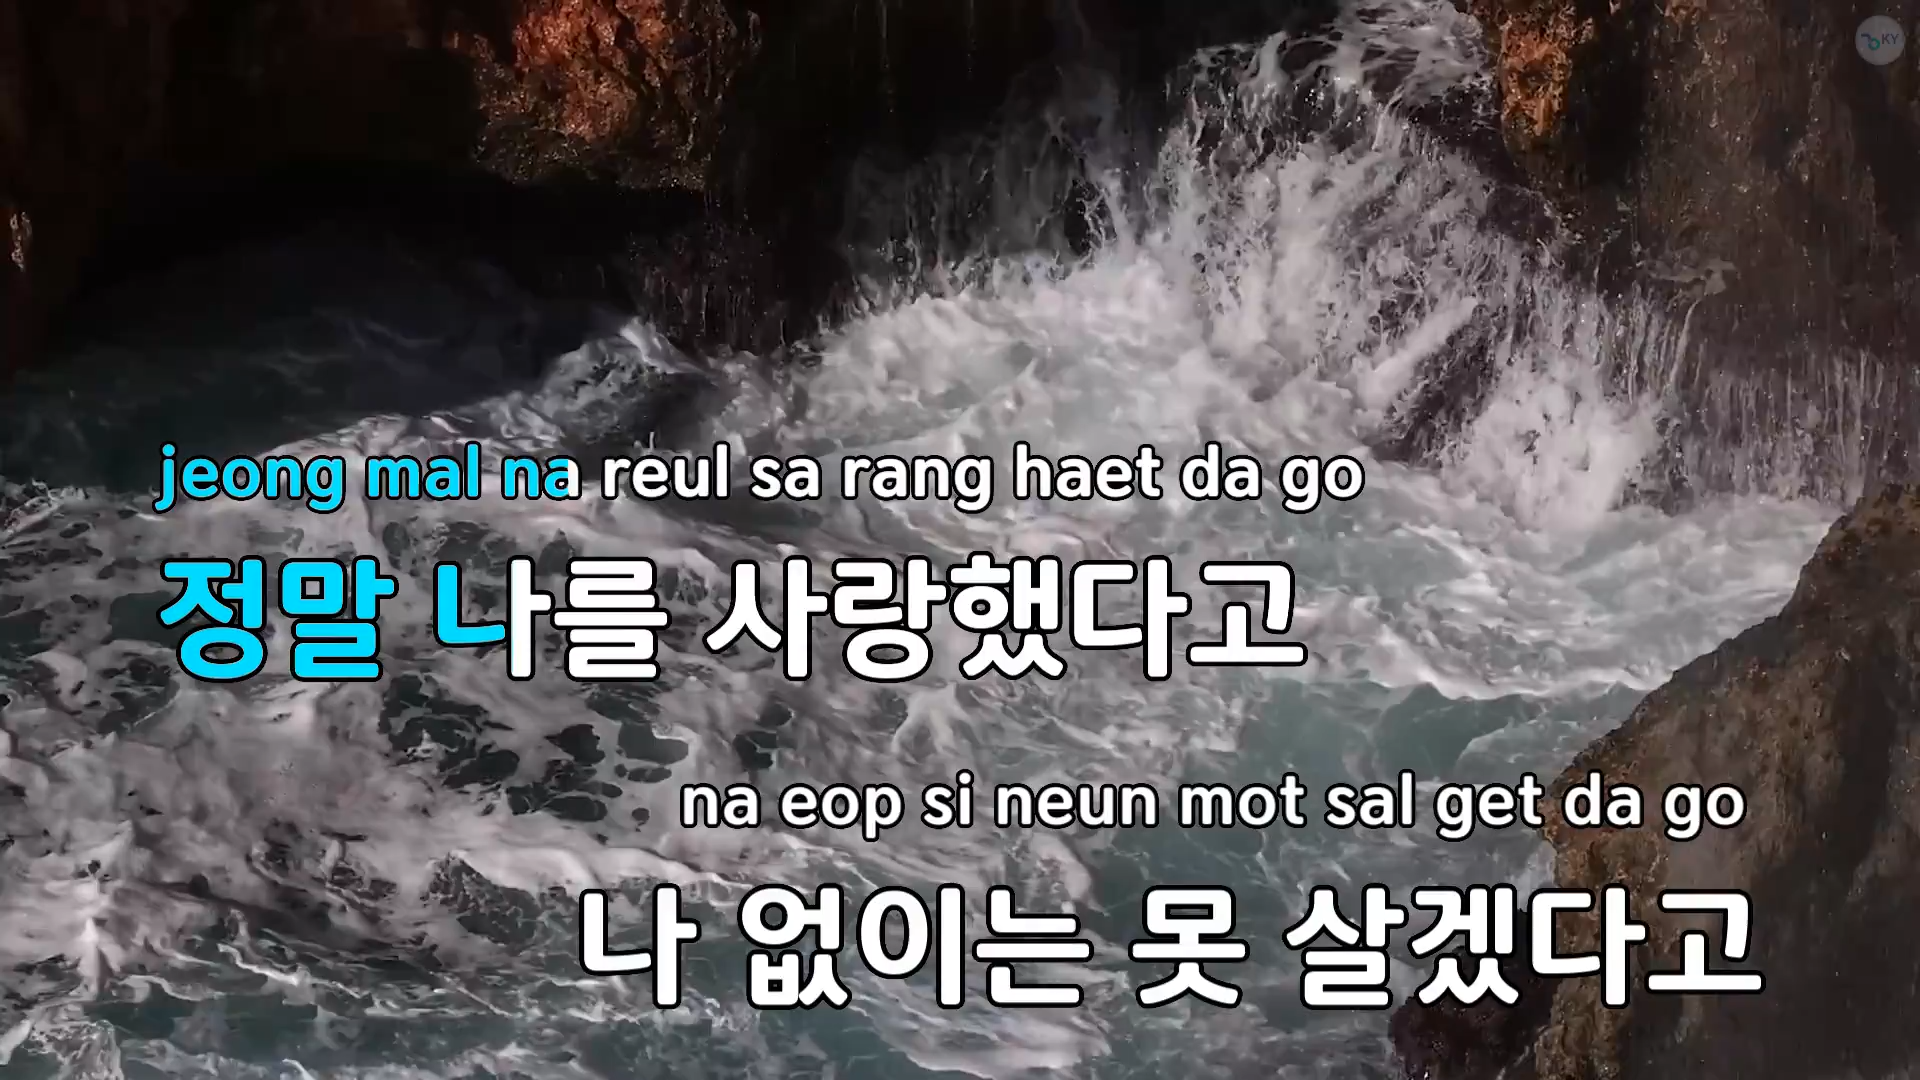 KY
jeong mal na reul sa rang haet da go
정말 나를 사랑했다고
na eop si neun mot sal get da go
나 없이는 못 살겠다고